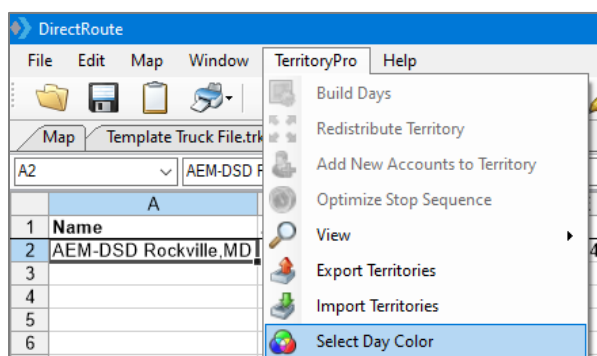 DirectRoute
File Edit Map Window TerritoryPro Help
Build Days
Redistribute Territory
Add New Accounts to Territory
Optimize Stop Sequence
View
Export Territories
Import Territories
Select Day Color
Map Template Truck File.trk
A2 AEM-DSD
A
1 Name
2 AEM-DSD Rockville,MD 4
3
4
5
6